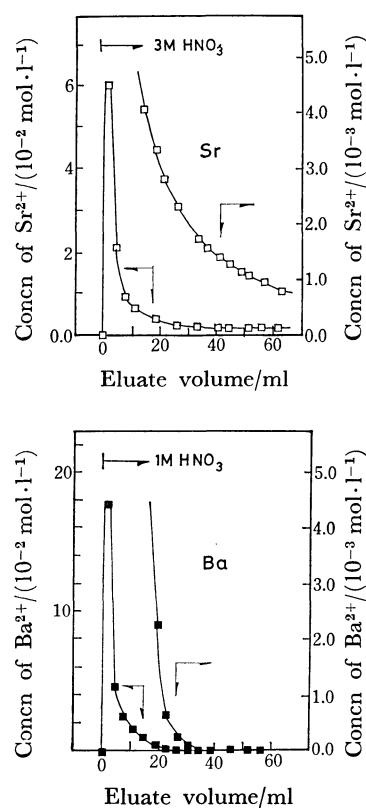 3M HNO3
Sr
Concn of Sr²⁺/(10⁻² mol·l⁻¹)
6
4
2
0.0
Concn of Sr²⁺/(10⁻³ mol·l⁻¹)
5.0
4.0
3.0
2.0
1.0
0.0
0 20 40 60
Eluate volume/ml
1M HNO3
Ba
Concn of Ba²⁺/(10⁻² mol·l⁻¹)
20
10
0
Concn of Ba²⁺/(10⁻³ mol·l⁻¹)
5.0
4.0
3.0
2.0
1.0
0.0
0 20 40 60
Eluate volume/ml